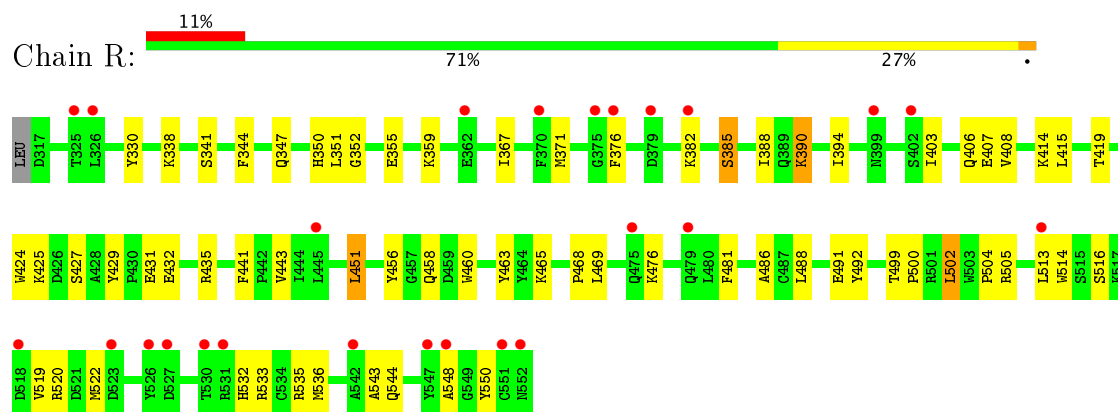 11%
Chain R:
71% 27% •
LEU D317 T325 L326 Y330 K338 S341 F344 Q347 H350 L351 G352 E355 K359 E362 I367 F370 M371 G375 F376 D379 K382 S385 I388 Q389 K390 I394 N399 S402 I403 Q406 E407 V408 K414 L415 T419
W424 K425 D426 S427 A428 Y429 P430 E431 E432 R435 F441 P442 V443 I444 L445 L451 Y456 G457 Q458 D459 W460 Y463 Y464 K465 P468 L469 Q475 K476 Q479 L480 F481 A486 C487 L488 E491 Y492 T499 P500 R501 L502 W503 P504 R505 L513 W514 S515 S516 K517
D518 V519 R520 D521 M522 D523 Y526 D527 T530 R531 H532 R533 C534 R535 M536 A542 A543 Q544 Y547 A548 G549 Y550 C551 N552